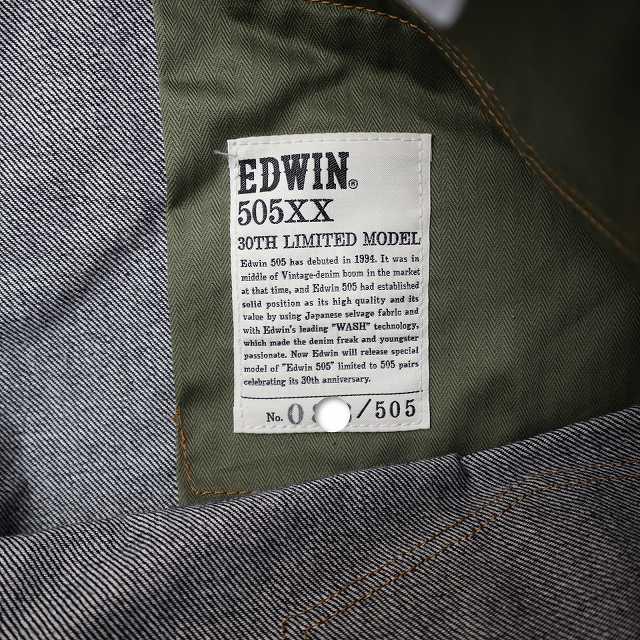 EDWIN®
505XX
30TH LIMITED MODEL
Edwin 505 has debuted in 1994. It was in
middle of Vintage-denim boom in the market
at that time, and Edwin 505 had established
solid position as its high quality and its
value by using Japanese selvage fabric and
with Edwin's leading "WASH" technology,
which made the denim freak and youngster
passionate. Now Edwin will release special
model of "Edwin 505" limited to 505 pairs
celebrating its 30th anniversary.
No. /505